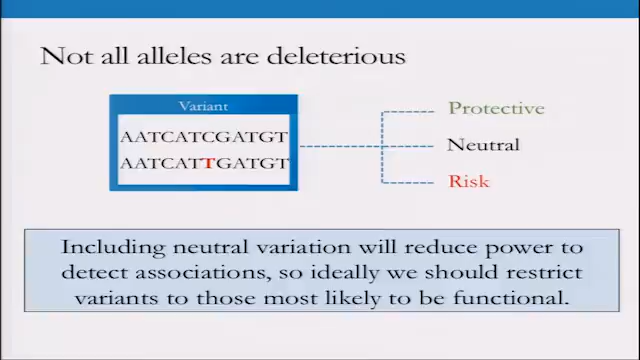 Not all alleles are deleterious
Variant
AATCATCGATGT
AATCATTGATGT
Protective
Neutral
Risk
Including neutral variation will reduce power to
detect associations, so ideally we should restrict
variants to those most likely to be functional.